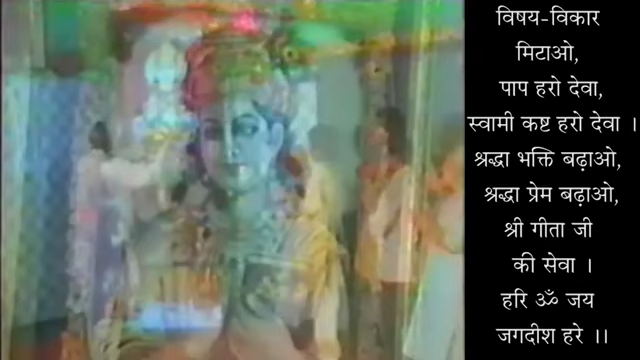 विषय-विकार
मिटाओ,
पाप हरो देवा,
स्वामी कष्ट हरो देवा ।
श्रद्धा भक्ति बढ़ाओ,
श्रद्धा प्रेम बढ़ाओ,
श्री गीता जी
की सेवा ।
हरि ॐ जय
जगदीश हरे ।।